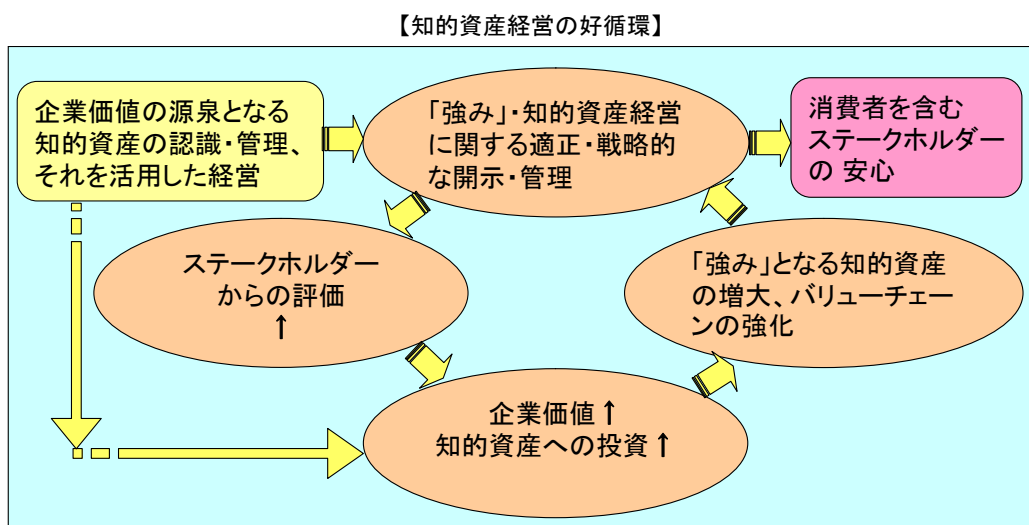 【知的資産経営の好循環】
企業価値の源泉となる
知的資産の認識・管理、
それを活用した経営
「強み」・知的資産経営
に関する適正・戦略的
な開示・管理
消費者を含む
ステークホルダー
の 安心
ステークホルダー
からの評価
↑
「強み」となる知的資産
の増大、バリューチェー
ンの強化
企業価値↑
知的資産への投資↑